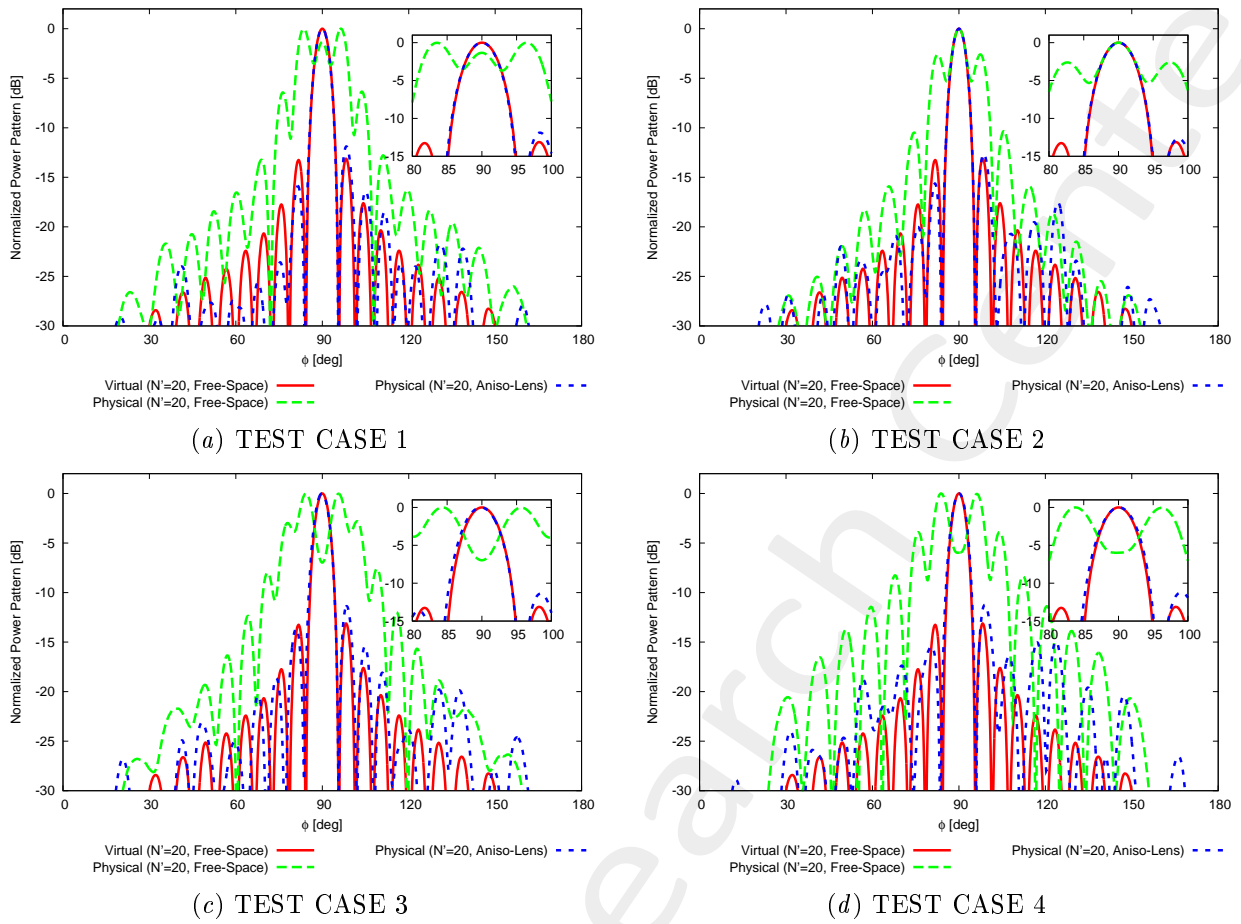 Normalized Power Pattern [dB]
0
-5
-10
-15
-20
-25
-30
0 30 60 90 120 150 180
0
-5
-10
-15
80 85 90 95 100
ϕ [deg]
Virtual (N'=20, Free-Space)
Physical (N'=20, Free-Space)
Physical (N'=20, Aniso-Lens)
(a) TEST CASE 1
Normalized Power Pattern [dB]
0
-5
-10
-15
-20
-25
-30
0 30 60 90 120 150 180
0
-5
-10
-15
80 85 90 95 100
ϕ [deg]
Virtual (N'=20, Free-Space)
Physical (N'=20, Free-Space)
Physical (N'=20, Aniso-Lens)
(b) TEST CASE 2
Normalized Power Pattern [dB]
0
-5
-10
-15
-20
-25
-30
0 30 60 90 120 150 180
0
-5
-10
-15
80 85 90 95 100
ϕ [deg]
Virtual (N'=20, Free-Space)
Physical (N'=20, Free-Space)
Physical (N'=20, Aniso-Lens)
(c) TEST CASE 3
Normalized Power Pattern [dB]
0
-5
-10
-15
-20
-25
-30
0 30 60 90 120 150 180
0
-5
-10
-15
80 85 90 95 100
ϕ [deg]
Virtual (N'=20, Free-Space)
Physical (N'=20, Free-Space)
Physical (N'=20, Aniso-Lens)
(d) TEST CASE 4
earch Cente